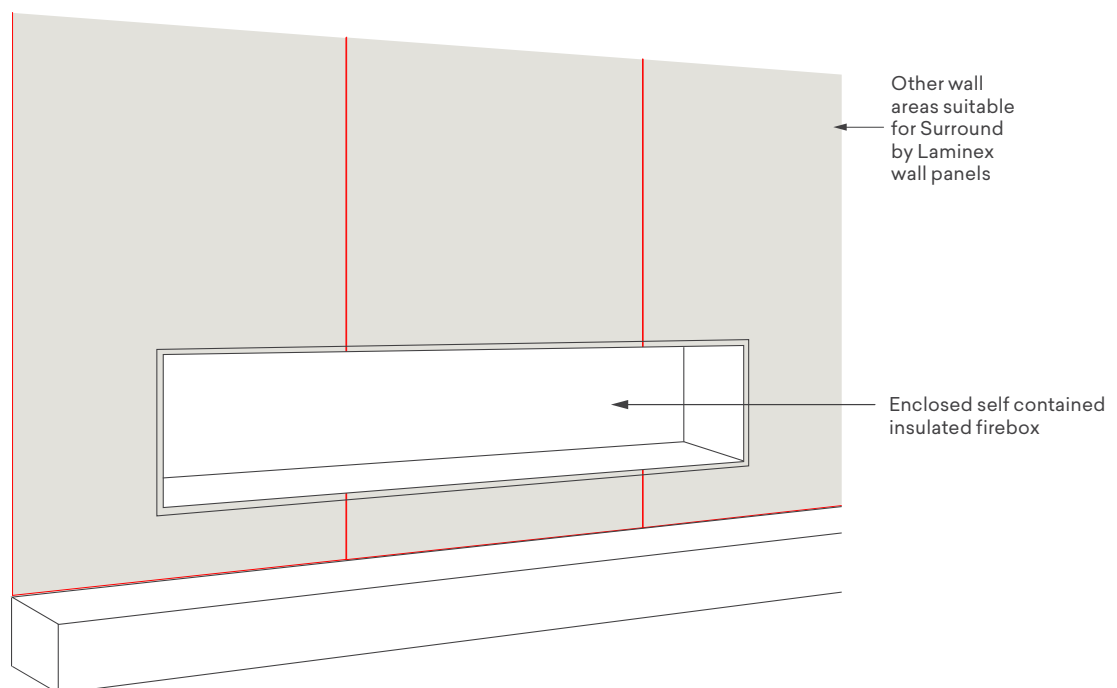 Other wall
areas suitable
for Surround
by Laminex
wall panels
Enclosed self contained
insulated firebox